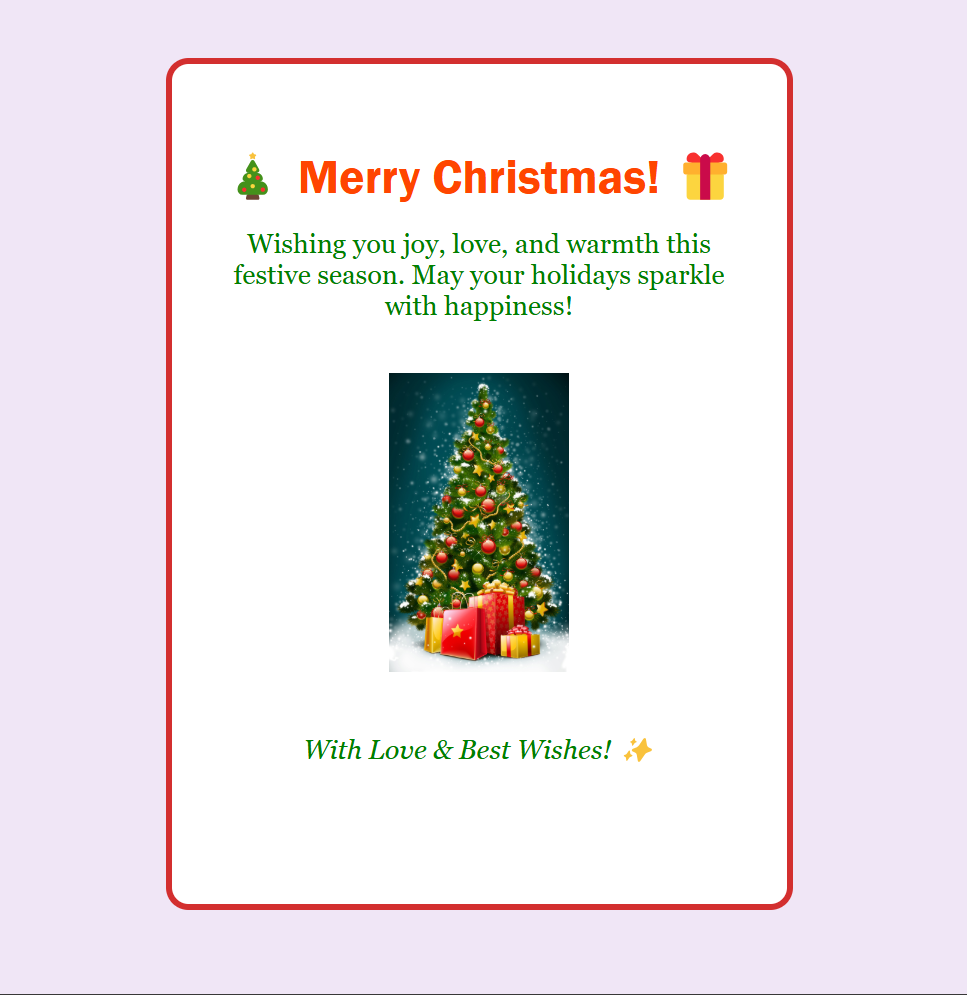 🎄 Merry Christmas! 🎁
Wishing you joy, love, and warmth this
festive season. May your holidays sparkle
with happiness!
With Love & Best Wishes! ✨